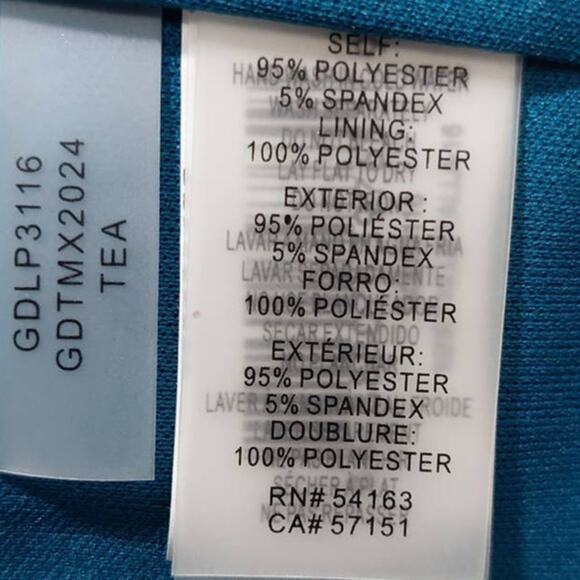 GDLP3116
GDTMX2024
TEA
SELF:
95% POLYESTER
5% SPANDEX
LINING:
100% POLYESTER
EXTERIOR :
95% POLIÉSTER
5% SPANDEX
FORRO:
100% POLIÉSTER
EXTÉRIEUR:
95% POLYESTER
5% SPANDEX
DOUBLURE:
100% POLYESTER
RN# 54163
CA# 57151